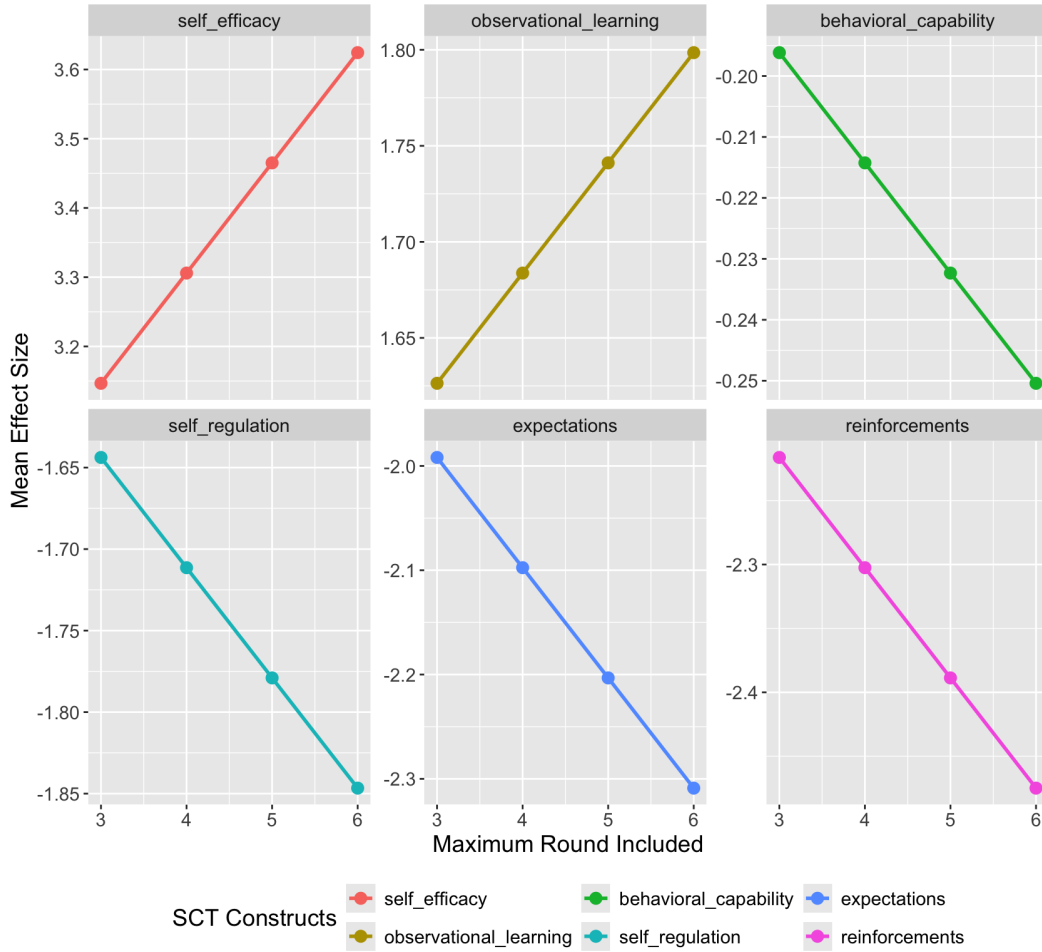 self_efficacy
observational_learning
behavioral_capability
3.6
3.5
3.4
3.3
3.2
1.80
1.75
1.70
1.65
-0.20
-0.21
-0.22
-0.23
-0.24
-0.25
Mean Effect Size
self_regulation
expectations
reinforcements
-1.65
-1.70
-1.75
-1.80
-1.85
-2.0
-2.1
-2.2
-2.3
-2.3
-2.4
3 4 5 6
3 4 5 6
3 4 5 6
Maximum Round Included
SCT Constructs
self_efficacy
observational_learning
behavioral_capability
self_regulation
expectations
reinforcements